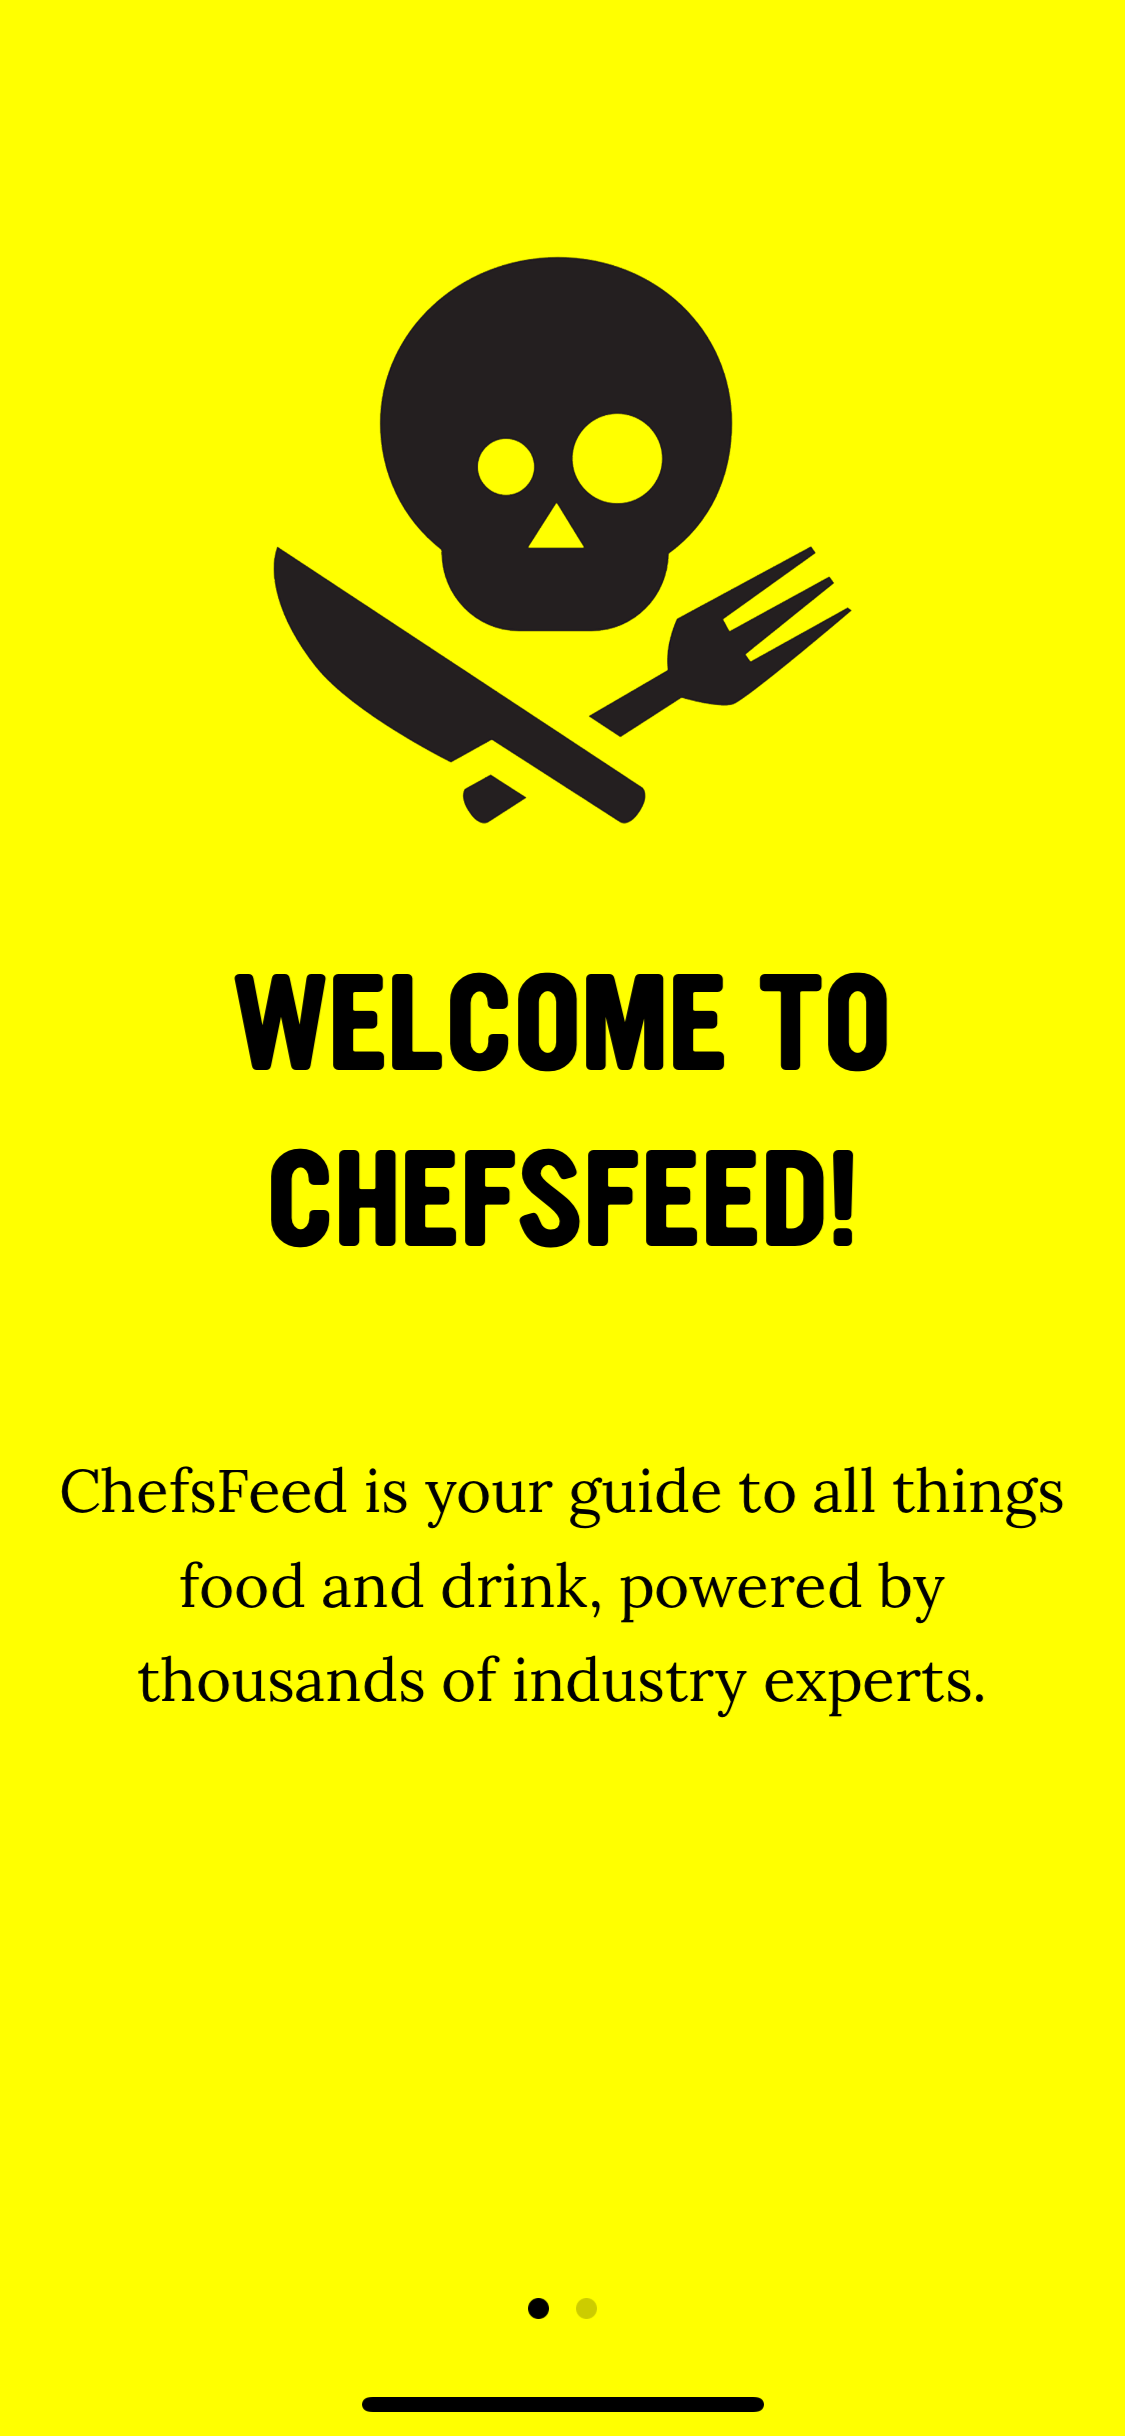 WELCOME TO
CHEFSFEED!
ChefsFeed is your guide to all things
food and drink, powered by
thousands of industry experts.